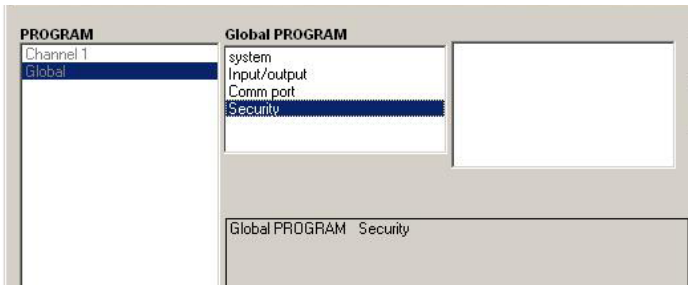 PROGRAM
Channel 1
Global
Global PROGRAM
system
Input/output
Comm port
Security
Global PROGRAM Security